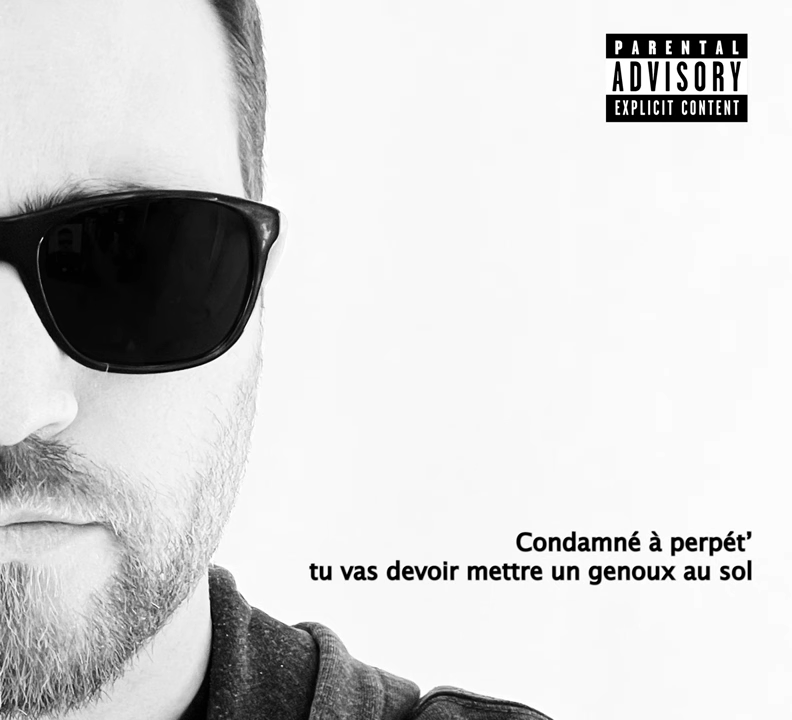 PARENTAL
ADVISORY
EXPLICIT CONTENT
Condamné à perpét’
tu vas devoir mettre un genoux au sol